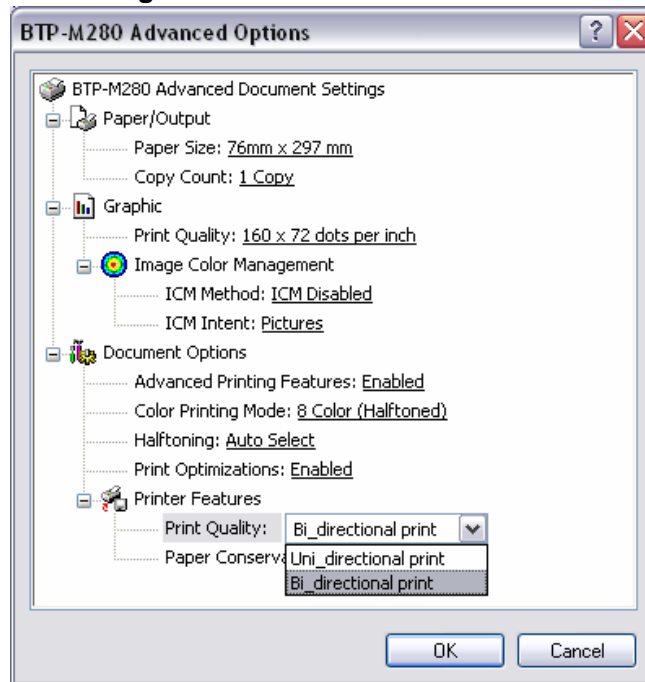 BTP-M280 Advanced Options
BTP-M280 Advanced Document Settings
Paper/Output
Paper Size: 76mm x 297 mm
Copy Count: 1 Copy
Graphic
Print Quality: 160 x 72 dots per inch
Image Color Management
ICM Method: ICM Disabled
ICM Intent: Pictures
Document Options
Advanced Printing Features: Enabled
Color Printing Mode: 8 Color (Halftoned)
Halftoning: Auto Select
Print Optimizations: Enabled
Printer Features
Print Quality: Bi_directional print
Paper Conserva
Uni_directional print
Bi_directional print
OK Cancel